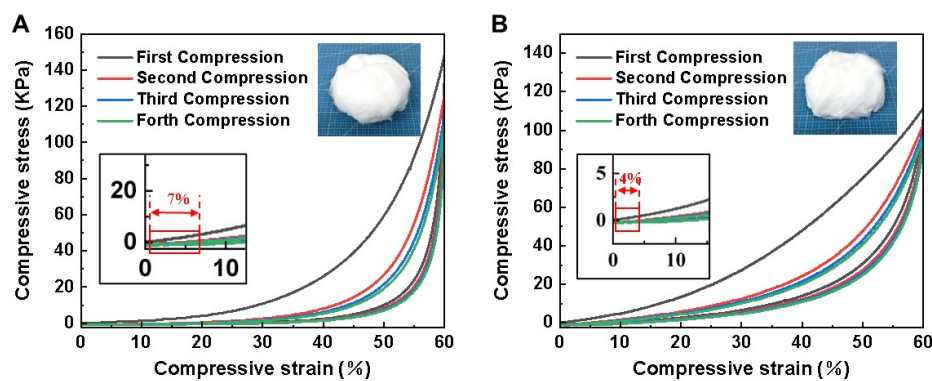 A
160
140
120
100
80
60
40
20
0
Compressive stress (KPa)
First Compression
Second Compression
Third Compression
Forth Compression
20
0
7%
0
10
0
10
20
30
40
50
60
Compressive strain (%)
B
140
120
100
80
60
40
20
0
Compressive stress (KPa)
First Compression
Second Compression
Third Compression
Forth Compression
5
0
4%
0
10
0
10
20
30
40
50
60
Compressive strain (%)